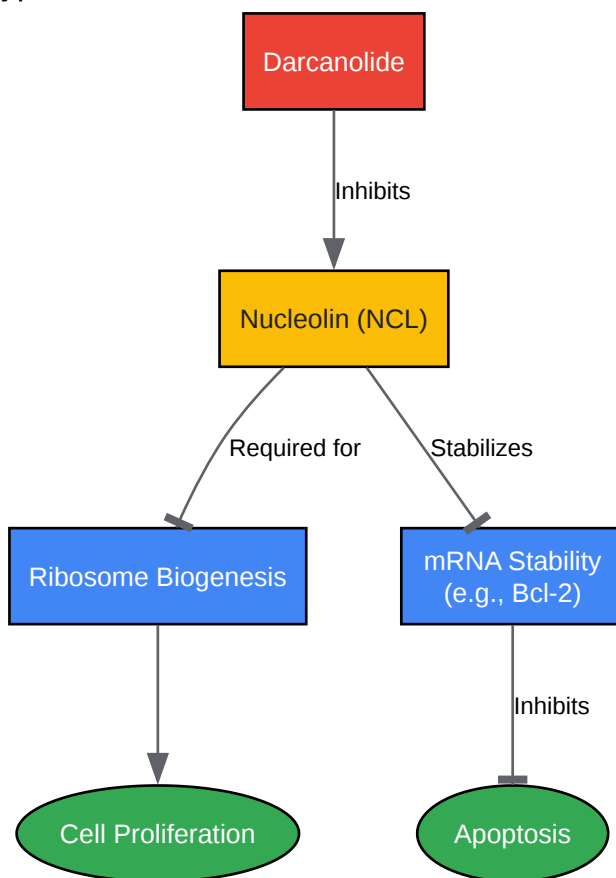 Darcanolide
Inhibits
Nucleolin (NCL)
Required for
Stabilizes
Ribosome Biogenesis
mRNA Stability
(e.g., Bcl-2)
Inhibits
Cell Proliferation
Apoptosis